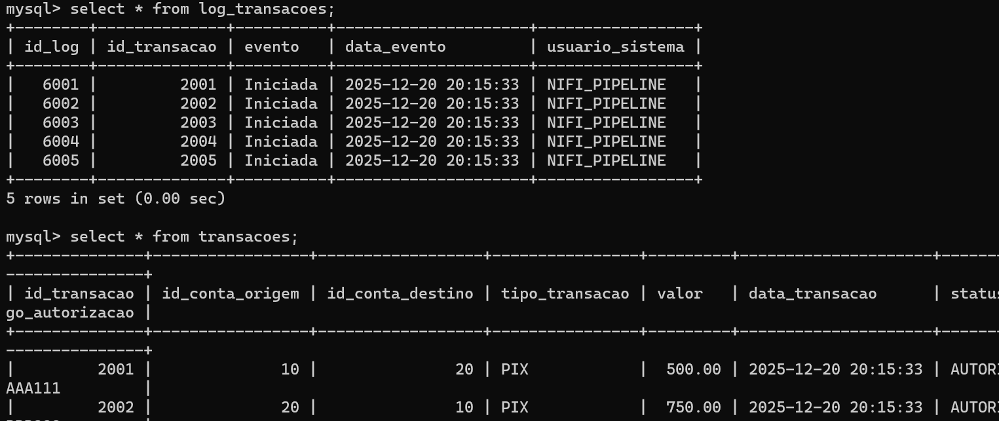 mysql> select * from log_transacoes;
+--------+---------------+----------+---------------------+-----------------+
| id_log | id_transacao | evento   | data_evento         | usuario_sistema |
+--------+---------------+----------+---------------------+-----------------+
|   6001 |         2001 | Iniciada | 2025-12-20 20:15:33 | NIFI_PIPELINE   |
|   6002 |         2002 | Iniciada | 2025-12-20 20:15:33 | NIFI_PIPELINE   |
|   6003 |         2003 | Iniciada | 2025-12-20 20:15:33 | NIFI_PIPELINE   |
|   6004 |         2004 | Iniciada | 2025-12-20 20:15:33 | NIFI_PIPELINE   |
|   6005 |         2005 | Iniciada | 2025-12-20 20:15:33 | NIFI_PIPELINE   |
+--------+---------------+----------+---------------------+-----------------+
5 rows in set (0.00 sec)
mysql> select * from transacoes;
+--------------+-----------------+------------------+----------------+---------+---------------------+------
---------------+
| id_transacao | id_conta_origem | id_conta_destino | tipo_transacao | valor   | data_transacao      | status
go_autorizacao |
+--------------+-----------------+------------------+----------------+---------+---------------------+------
---------------+
|         2001 |              10 |               20 | PIX            |  500.00 | 2025-12-20 20:15:33 | AUTORI
AAA111         |
|         2002 |              20 |               10 | PIX            |  750.00 | 2025-12-20 20:15:33 | AUTORI